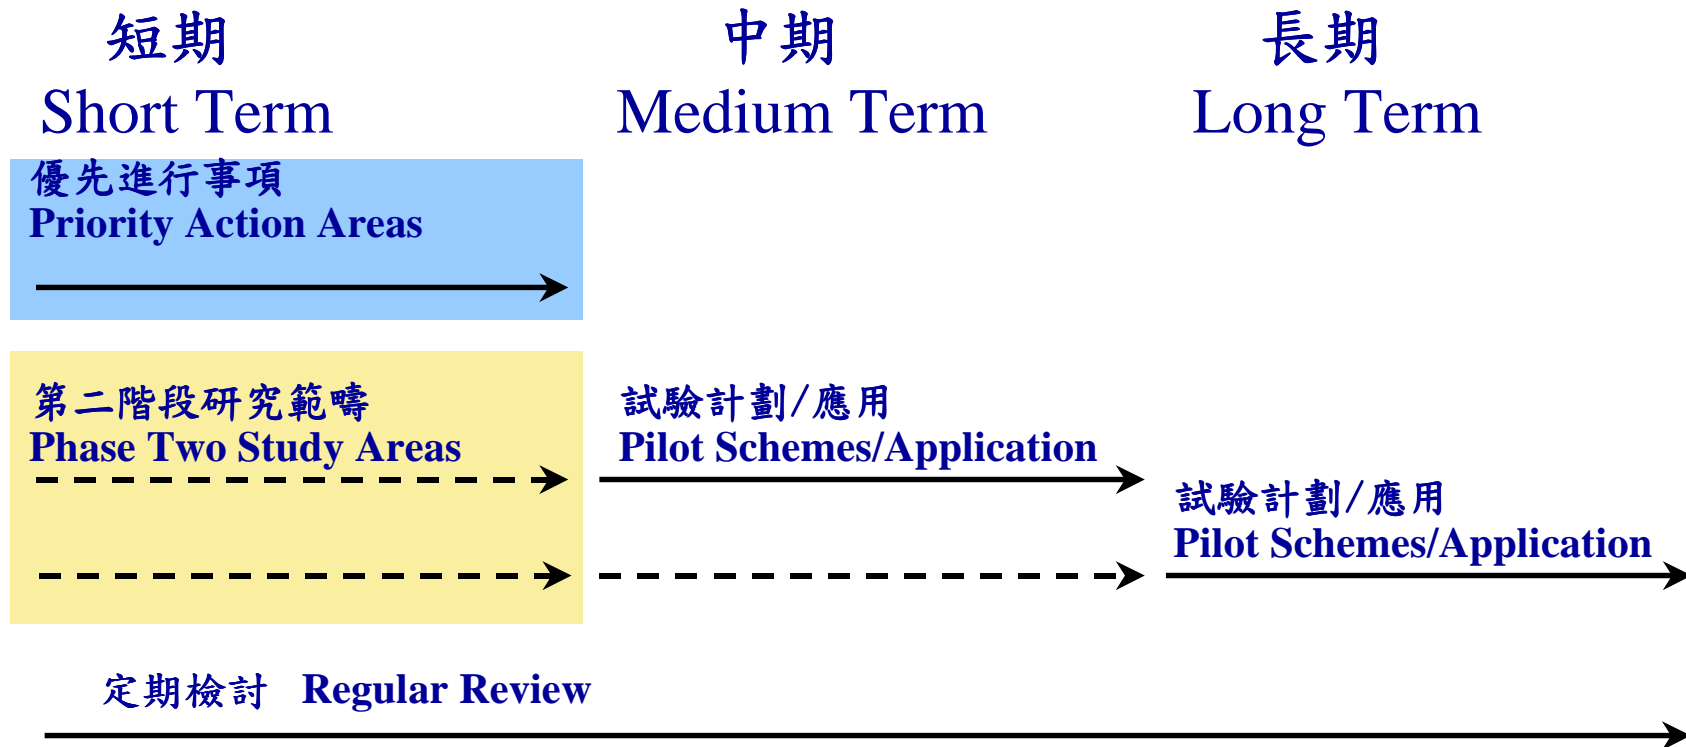 短期
中期
長期
Short Term
Medium Term
Long Term
優先進行事項
Priority Action Areas
第二階段研究範疇
Phase Two Study Areas
試驗計劃/應用
Pilot Schemes/Application
試驗計劃/應用
Pilot Schemes/Application
定期檢討 Regular Review